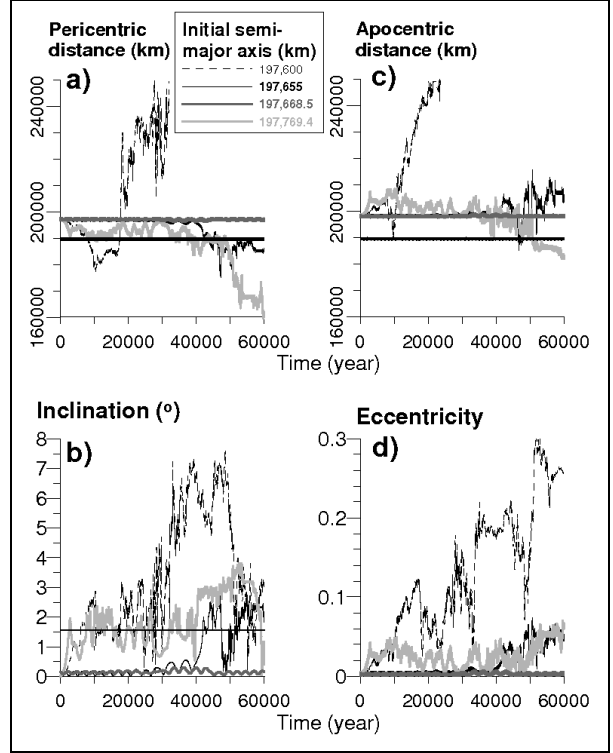 Pericentric distance (km)
Initial semi-major axis (km)
197,600
197,655
197,668.5
197,769.4
Apocentric distance (km)
a)
c)
240000
200000
190000
160000
240000
200000
190000
160000
0 20000 40000 60000
0 20000 40000 60000
Time (year)
Inclination (º)
Eccentricity
b)
d)
8
7
6
5
4
3
2
1
0
0.3
0.2
0.1
0
0 20000 40000 60000
0 20000 40000 60000
Time (year)